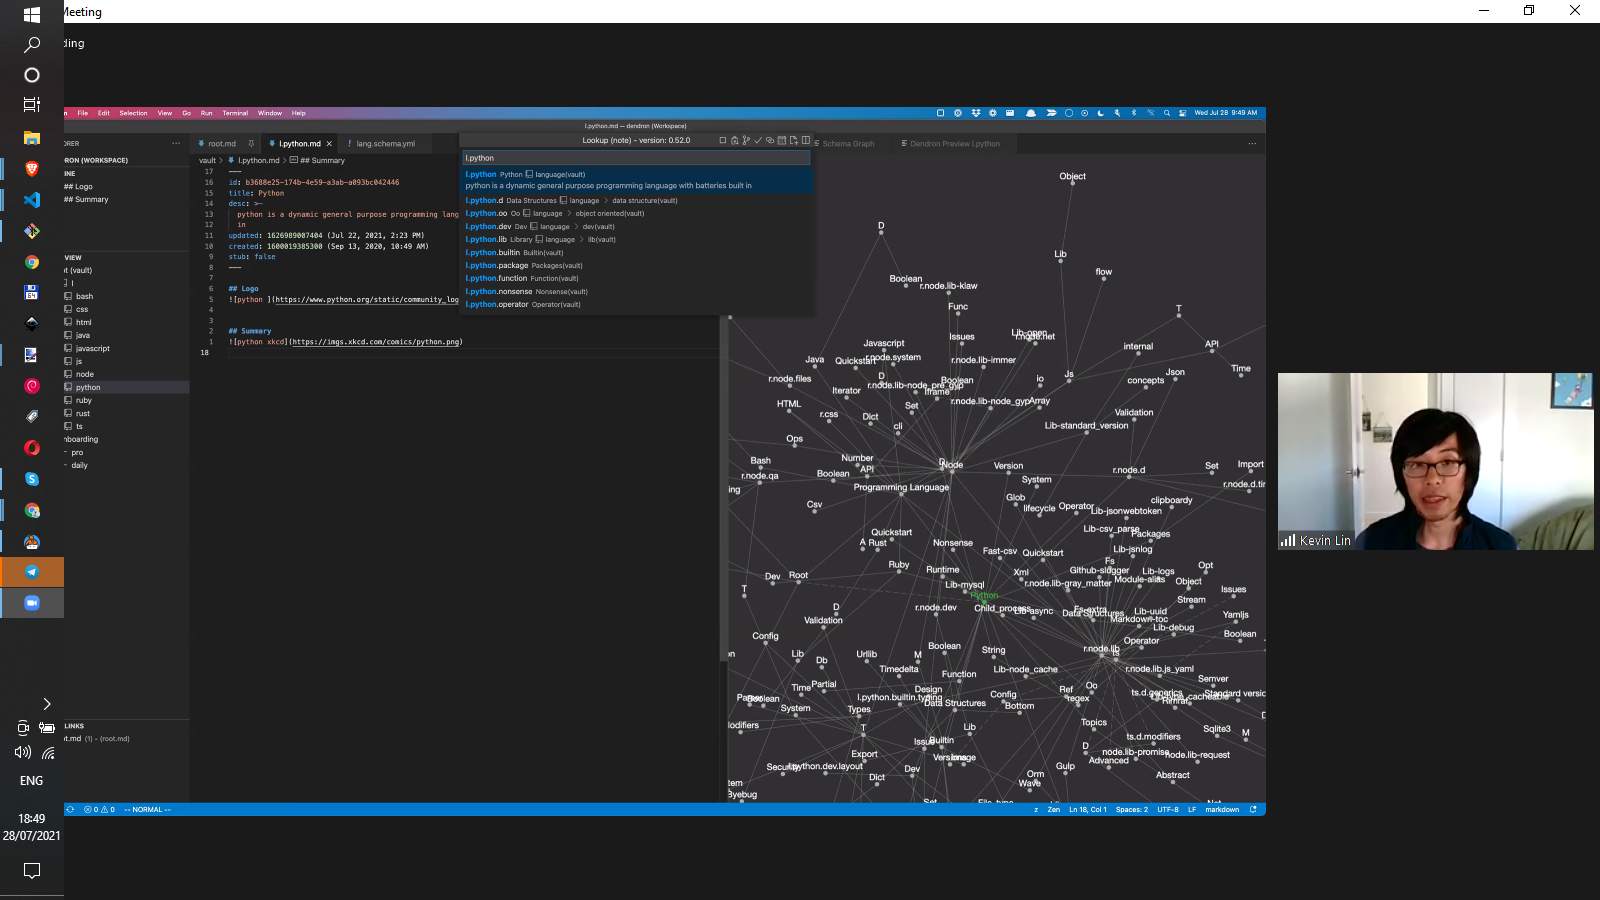 Meeting
ding
File Edit Selection View Go Run Terminal Window Help
Wed Jul 28 9:49 AM
l.python.md — dendron (Workspace)
ORER
root.md
l.python.md
lang.schema.yml
Lookup (note) - version: 0.52.0
Schema Graph
Dendron Preview l.python
DRON (WORKSPACE)
INE
## Logo
## Summary
VIEW
t (vault)
l
bash
css
html
java
javascript
js
node
python
ruby
rust
ts
nboarding
pro
daily
LINKS
t.md (1) - (root.md)
vault > l.python.md > ## Summary
17 ---
16 id: b3688e25-174b-4e59-a3ab-a093bc042446
15 title: Python
14 desc: >-
13 python is a dynamic general purpose programming lang
12 in
11 updated: 1626989007404 (Jul 22, 2021, 2:23 PM)
10 created: 1600019385300 (Sep 13, 2020, 10:49 AM)
9 stub: false
8 ---
7
6 ## Logo
5 ![python ](https://www.python.org/static/community_log
4
3
2 ## Summary
1 ![python xkcd](https://imgs.xkcd.com/comics/python.png)
18
l.python
l.python Python language(vault)
python is a dynamic general purpose programming language with batteries built in
l.python.d Data Structures language > data structure(vault)
l.python.oo Oo language > object oriented(vault)
l.python.dev Dev language > dev(vault)
l.python.lib Library language > lib(vault)
l.python.builtin Builtin(vault)
l.python.package Packages(vault)
l.python.function Function(vault)
l.python.nonsense Nonsense(vault)
l.python.operator Operator(vault)
Object
D
Lib
flow
Boolean
r.node.lib-klaw
Func
T
Lib-open
r.node.net
Issues
Javascript
internal
API
Java
Quickstart
r.node.system
r.node.lib-immer
Time
r.node.files
D
r.node.lib-node_pre_gyp
Boolean
io
Js
Json
concepts
Iterator
Iframe
HTML
Set
r.node.lib-node_gyp
Array
r.css
Dict
Validation
cli
Lib-standard_version
Ops
Number
Bash
D
Node
Version
Set
Import
r.node.qa
Boolean
API
System
r.node.d
r.node.d.tir
ing
Programming Language
Glob
clipboardy
Csv
lifecycle
Operator
Lib-jsonwebtoken
Lib-csv_parse
Quickstart
Packages
A
Rust
Nonsense
Fast-csv
Quickstart
Lib-jsnlog
Fs
Ruby
Runtime
Xml
Github-slugger
Lib-logs
Opt
Dev
Root
Lib-mysql
r.node.lib-gray_matter
Module-alias
Object
Issues
T
Python
Stream
D
r.node.dev
Child_process
Lib-async
Fs-extra
Data Structures
Lib-uuid
Markdown-toc
Yamljs
Validation
Lib-debug
Boolean
Config
Operator
Lib
Urllib
M
Boolean
String
r.node.lib
ts
on
Db
Timedelta
Lib-node_cache
r.node.lib.js_yaml
Function
Semver
Time
Partial
Design
Oo
Ref
ts.d.generics
Standard versio
Boolean
l.python.builtin.typing
Config
regex
Rimraf
System
Types
Data Structures
Bottom
Topics
odifiers
T
Lib
Sqlite3
M
Issue
Builtin
ts.d.modifiers
D
node.lib-promise
node.lib-request
Export
Advanced
Security
l.python.dev.layout
Dev
Gulp
Abstract
tem
Dict
Orm
Wave
Byebug
Set
File_type
Kevin Lin
0 0 -- NORMAL --
z Zen Ln 18, Col 1 Spaces: 2 UTF-8 LF markdown
64
ENG
18:49
28/07/2021